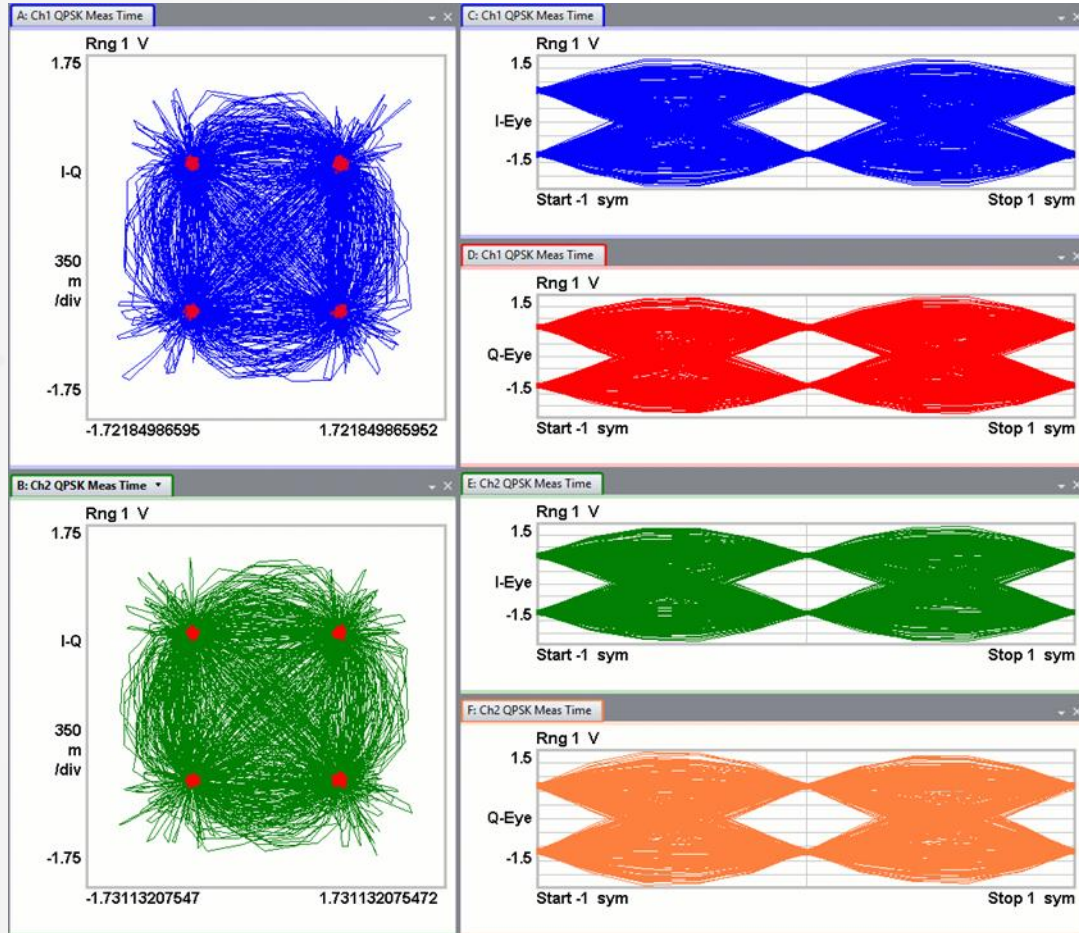 A: Ch1 QPSK Meas Time
Rng 1 V
1.75
I-Q
350
m
/div
-1.75
-1.72184986595
1.721849865952
B: Ch2 QPSK Meas Time
Rng 1 V
1.75
I-Q
350
m
/div
-1.75
-1.73113207547
1.731132075472
C: Ch1 QPSK Meas Time
Rng 1 V
1.5
I-Eye
-1.5
Start -1 sym
Stop 1 sym
D: Ch1 QPSK Meas Time
Rng 1 V
1.5
Q-Eye
-1.5
Start -1 sym
Stop 1 sym
E: Ch2 QPSK Meas Time
Rng 1 V
1.5
I-Eye
-1.5
Start -1 sym
Stop 1 sym
F: Ch2 QPSK Meas Time
Rng 1 V
1.5
Q-Eye
-1.5
Start -1 sym
Stop 1 sym